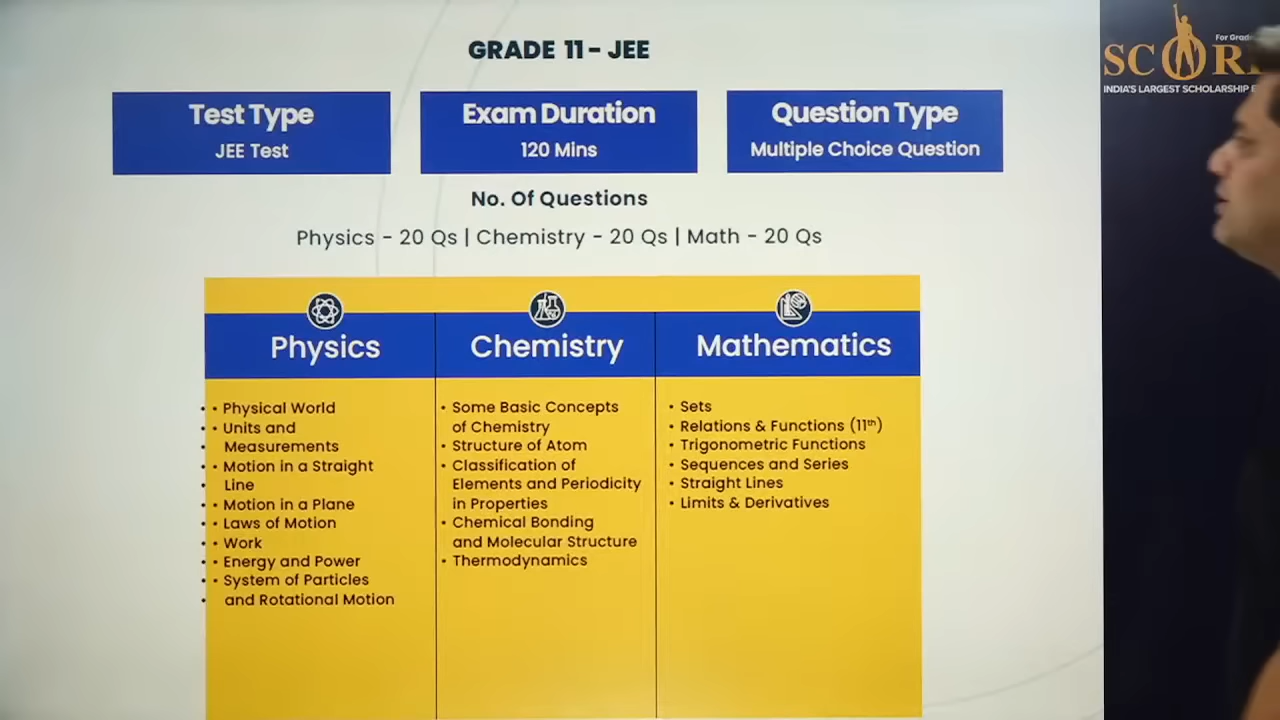 GRADE 11 - JEE
Test Type
JEE Test
Exam Duration
120 Mins
Question Type
Multiple Choice Question
No. Of Questions
Physics - 20 Qs | Chemistry - 20 Qs | Math - 20 Qs
Physics
• • Physical World
• • Units and
• Measurements
• • Motion in a Straight
• Line
• • Motion in a Plane
• • Laws of Motion
• • Work
• • Energy and Power
• • System of Particles
• and Rotational Motion
Chemistry
• Some Basic Concepts
of Chemistry
• Structure of Atom
• Classification of
Elements and Periodicity
in Properties
• Chemical Bonding
and Molecular Structure
• Thermodynamics
Mathematics
• Sets
• Relations & Functions (11th)
• Trigonometric Functions
• Sequences and Series
• Straight Lines
• Limits & Derivatives
For
SCOR
INDIA'S LARGEST SCHOLARSHIP